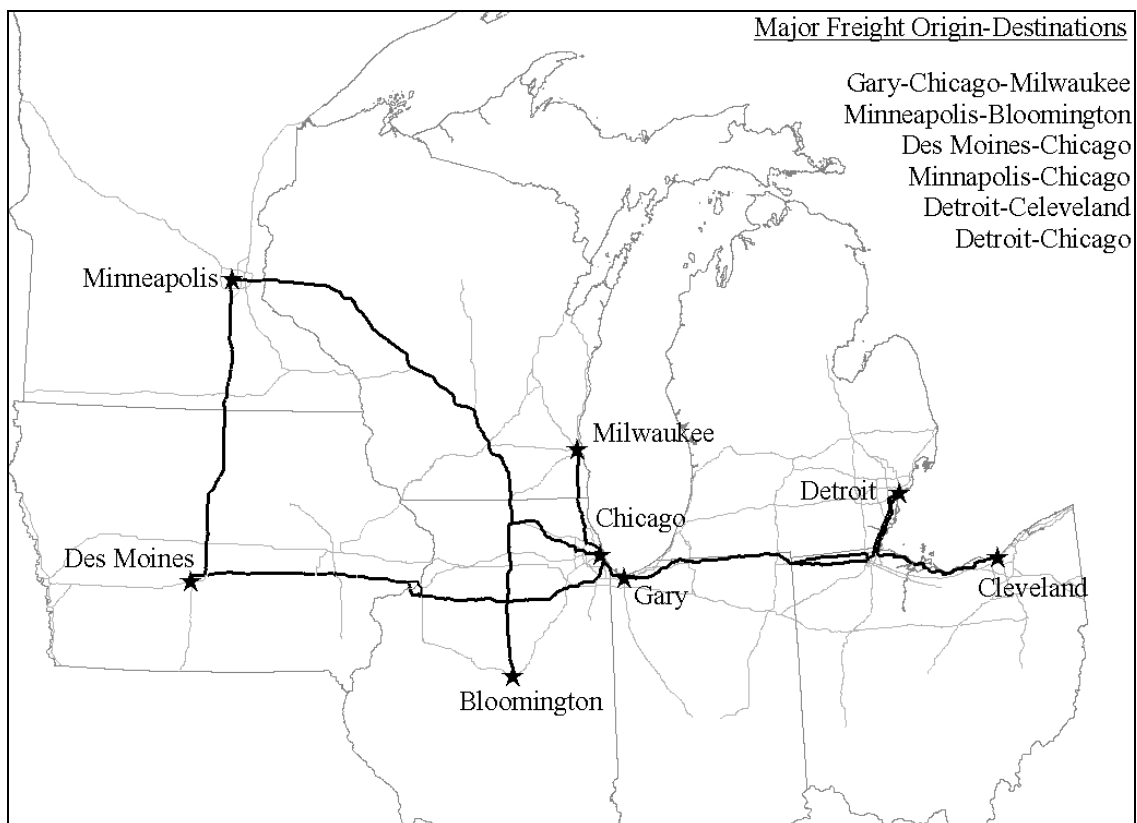 Major Freight Origin-Destinations
Gary-Chicago-Milwaukee
Minneapolis-Bloomington
Des Moines-Chicago
Minnapolis-Chicago
Detroit-Celeveland
Detroit-Chicago
Minneapolis
Milwaukee
Detroit
Chicago
Des Moines
Gary
Cleveland
Bloomington